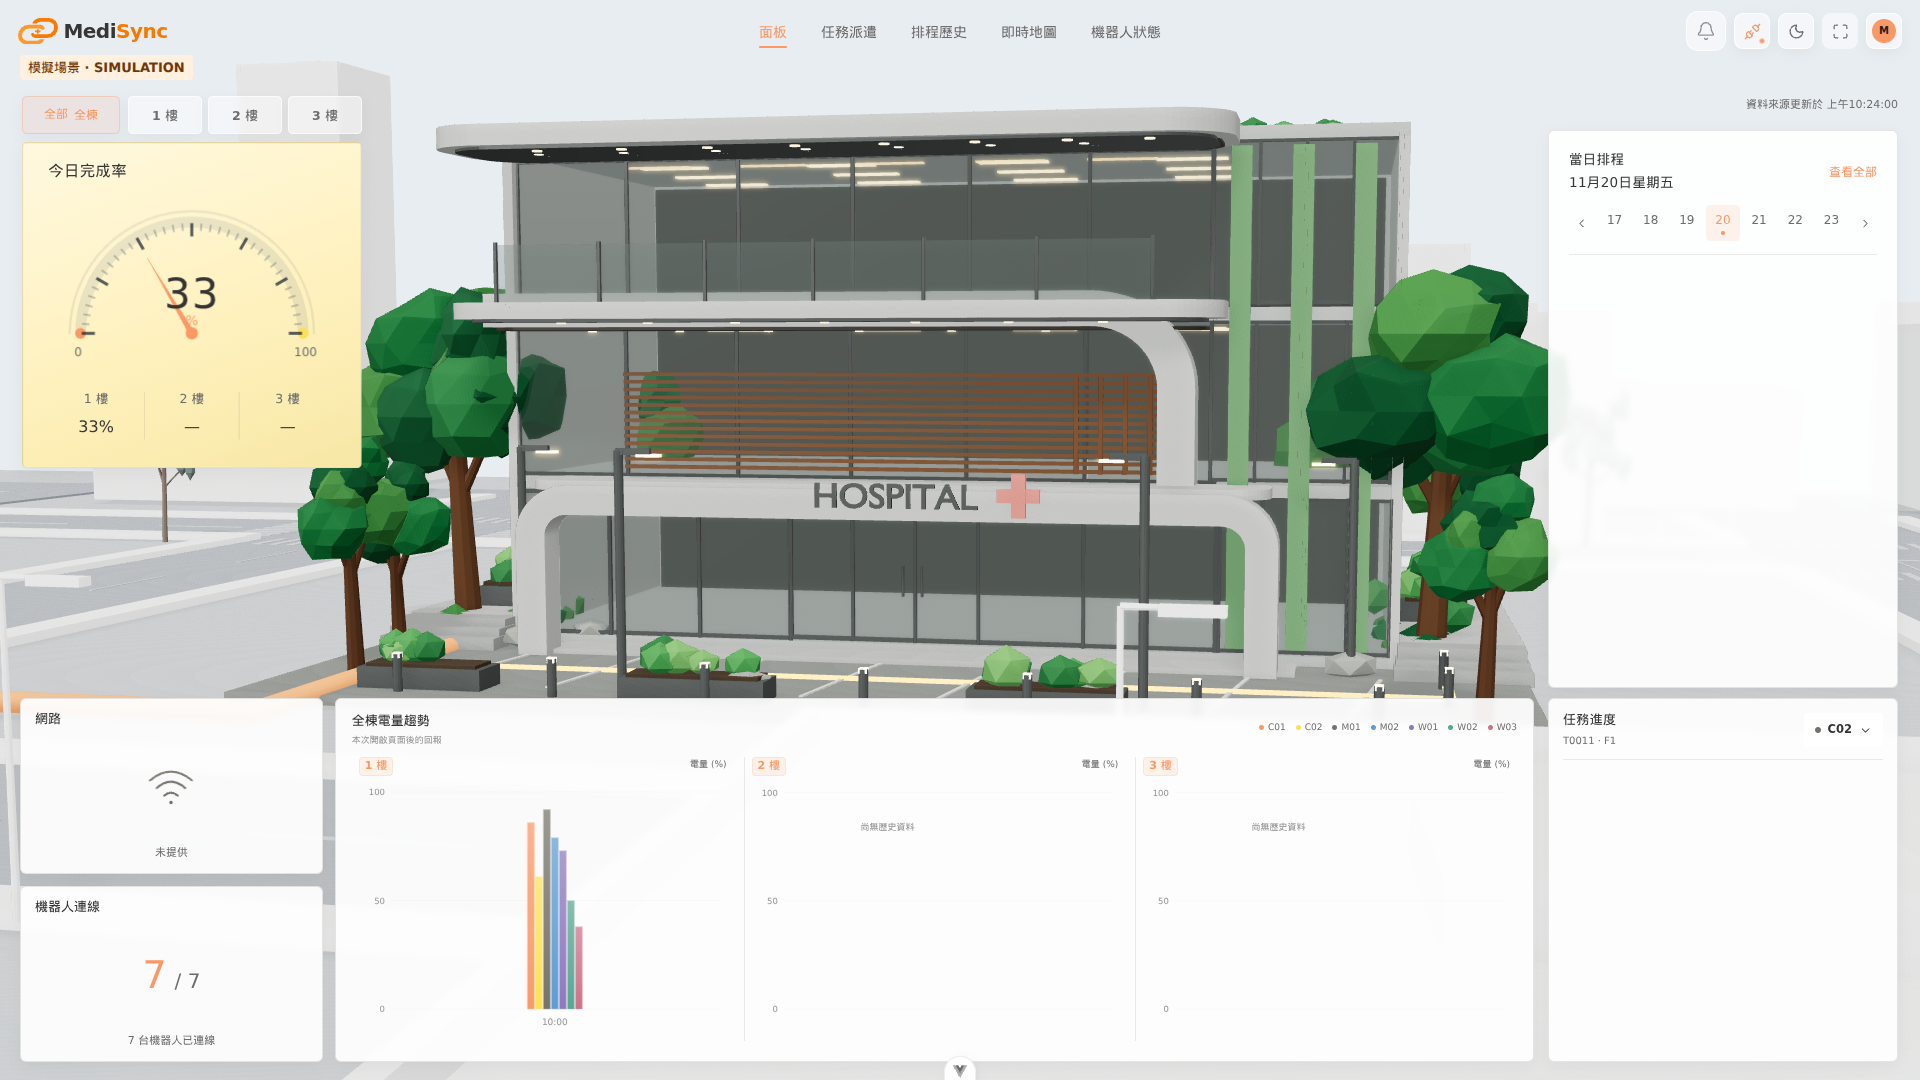 MediSync
面板
任務派遣
排程歷史
即時地圖
機器人狀態
M
模擬場景 · SIMULATION
全部 全棟
1 樓
2 樓
3 樓
資料來源更新於 上午10:24:00
今日完成率
33
%
0
100
1 樓
2 樓
3 樓
33%
—
—
HOSPITAL
當日排程
11月20日星期五
查看全部
17
18
19
20
21
22
23
網路
未提供
機器人連線
7 / 7
7 台機器人已連線
全棟電量趨勢
本次開啟頁面後的回報
C01
C02
M01
M02
W01
W02
W03
1 樓
電量 (%)
100
50
0
10:00
2 樓
電量 (%)
100
尚無歷史資料
50
0
3 樓
電量 (%)
100
尚無歷史資料
50
0
任務進度
T0011 · F1
C02